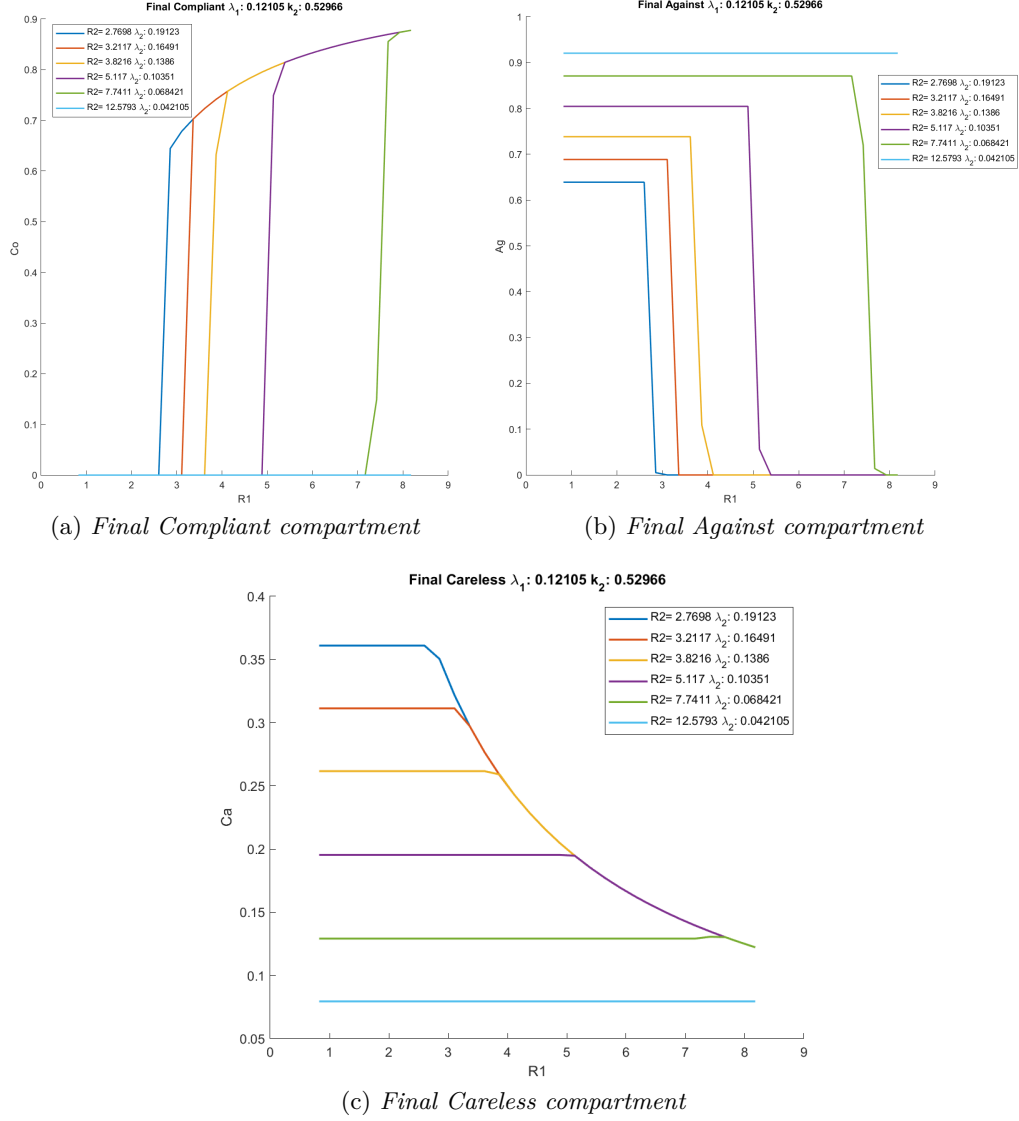 Final Compliant λ1: 0.12105 k2: 0.52966
0.9
0.8
0.7
0.6
0.5
0.4
0.3
0.2
0.1
0
Co
R2= 2.7698 λ2: 0.19123
R2= 3.2117 λ2: 0.16491
R2= 3.8216 λ2: 0.1386
R2= 5.117 λ2: 0.10351
R2= 7.7411 λ2: 0.068421
R2= 12.5793 λ2: 0.042105
0 1 2 3 4 5 6 7 8 9
R1
(a) Final Compliant compartment
Final Against λ1: 0.12105 k2: 0.52966
1
0.9
0.8
0.7
0.6
0.5
0.4
0.3
0.2
0.1
0
Ag
R2= 2.7698 λ2: 0.19123
R2= 3.2117 λ2: 0.16491
R2= 3.8216 λ2: 0.1386
R2= 5.117 λ2: 0.10351
R2= 7.7411 λ2: 0.068421
R2= 12.5793 λ2: 0.042105
0 1 2 3 4 5 6 7 8 9
R1
(b) Final Against compartment
Final Careless λ1: 0.12105 k2: 0.52966
0.4
0.35
0.3
0.25
0.2
0.15
0.1
0.05
Ca
R2= 2.7698 λ2: 0.19123
R2= 3.2117 λ2: 0.16491
R2= 3.8216 λ2: 0.1386
R2= 5.117 λ2: 0.10351
R2= 7.7411 λ2: 0.068421
R2= 12.5793 λ2: 0.042105
0 1 2 3 4 5 6 7 8 9
R1
(c) Final Careless compartment